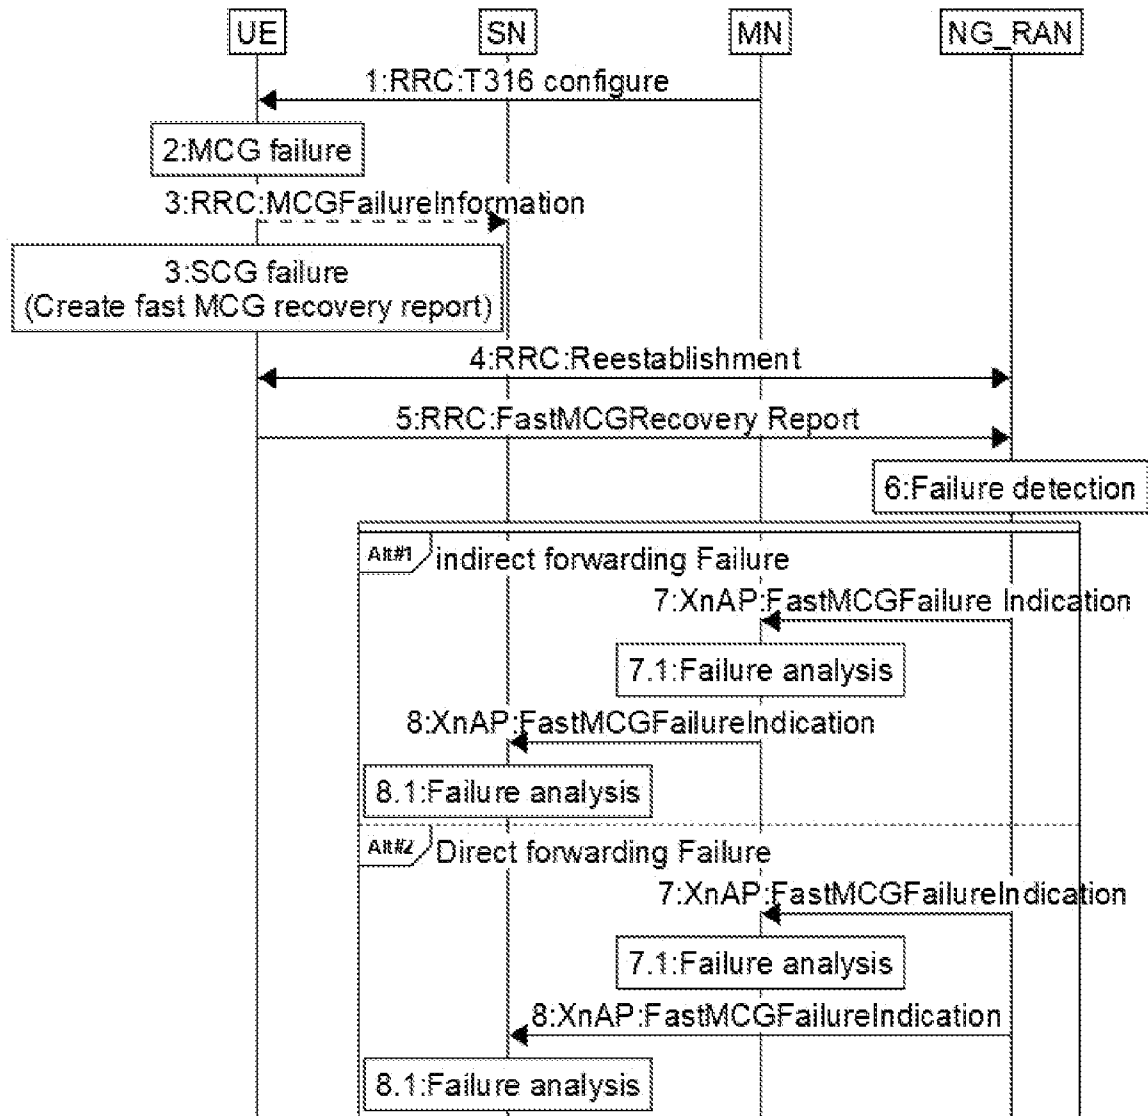 UE SN MN NG_RAN
1:RRC:T316 configure
2:MCG failure
3:RRC:MCGFailureInformation
3:SCG failure
(Create fast MCG recovery report)
4:RRC:Reestablishment
5:RRC:FastMCGRecovery Report
6:Failure detection
Alt#1 indirect forwarding Failure
7:XnAP:FastMCGFailure Indication
7.1:Failure analysis
8:XnAP:FastMCGFailureIndication
8.1:Failure analysis
Alt#2 Direct forwarding Failure
7:XnAP:FastMCGFailureIndication
7.1:Failure analysis
8:XnAP:FastMCGFailureIndication
8.1:Failure analysis